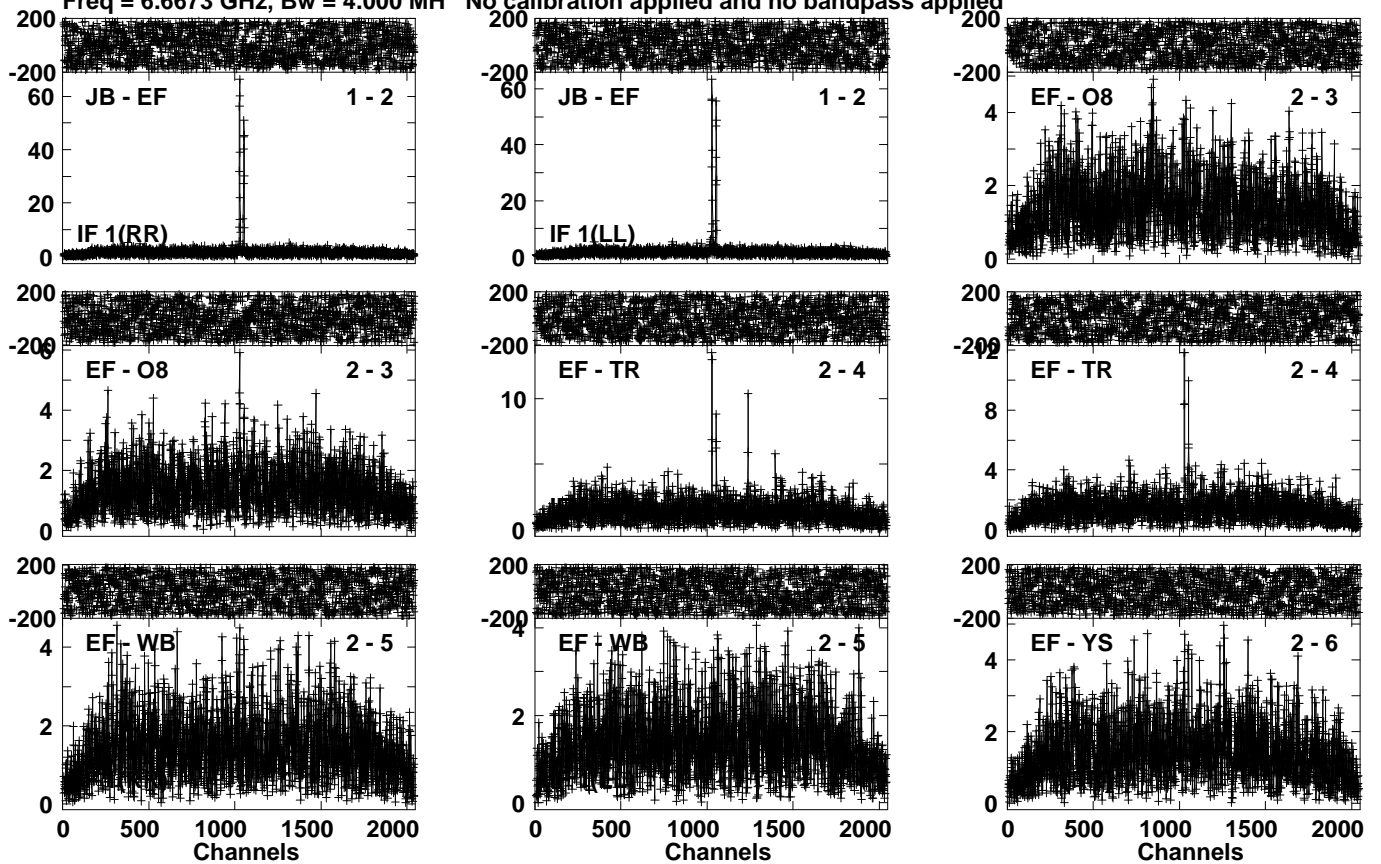 Freq = 6.6673 GHz, Bw = 4.000 MH No calibration applied and no bandpass applied
200
-200
60
40
20
0
JB - EF 1 - 2
IF 1(RR)
200
-200
60
40
20
0
JB - EF 1 - 2
IF 1(LL)
200
-200
4
2
0
EF - O8 2 - 3
200
-200
6
4
2
0
EF - O8 2 - 3
200
-200
10
0
EF - TR 2 - 4
200
-200
12
8
4
0
EF - TR 2 - 4
200
-200
4
2
0
EF - WB 2 - 5
0 500 1000 1500 2000
Channels
200
-200
4
2
0
EF - WB 2 - 5
0 500 1000 1500 2000
Channels
200
-200
4
2
0
EF - YS 2 - 6
0 500 1000 1500 2000
Channels